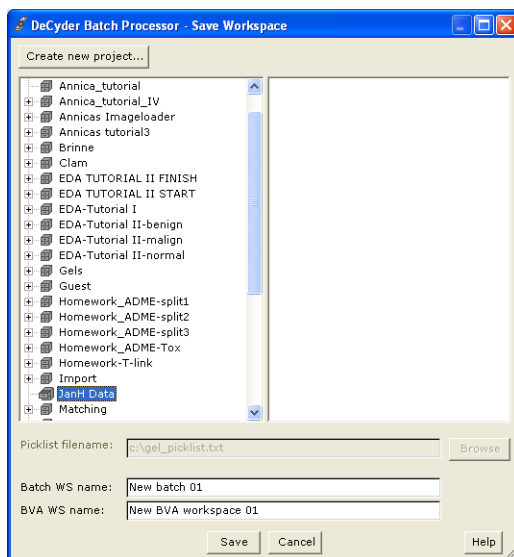 DeCyder Batch Processor - Save Workspace
Create new project...
Annica_tutorial
Annica_tutorial_IV
Annicas Imageloader
Annicas tutorial3
Brinne
Clam
EDA TUTORIAL II FINISH
EDA TUTORIAL II START
EDA-Tutorial I
EDA-Tutorial II-benign
EDA-Tutorial II-malign
EDA-Tutorial II-normal
Gels
Guest
Homework_ADME-split1
Homework_ADME-split2
Homework_ADME-split3
Homework_ADME-Tox
Homework-T-link
Import
JanH Data
Matching
Picklist filename: c:\gel_picklist.txt Browse
Batch WS name: New batch 01
BVA WS name: New BVA workspace 01
Save Cancel Help